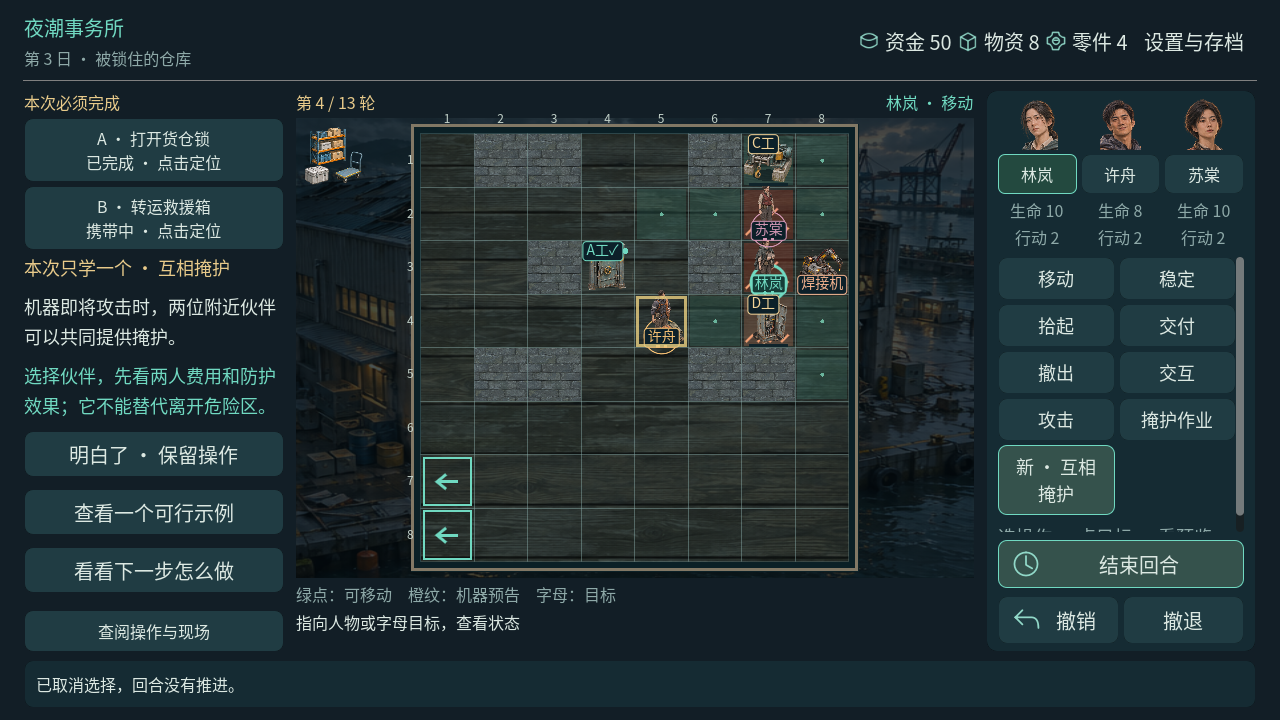 夜潮事务所
第 3 日 · 被锁住的仓库
资金 50 物资 8 零件 4 设置与存档
本次必须完成
A · 打开货仓锁
已完成 · 点击定位
B · 转运救援箱
携带中 · 点击定位
本次只学一个 · 互相掩护
机器即将攻击时，两位附近伙伴
可以共同提供掩护。
选择伙伴，先看两人费用和防护
效果；它不能替代离开危险区。
明白了 · 保留操作
查看一个可行示例
看看下一步怎么做
查阅操作与现场
第 4 / 13 轮
林岚 · 移动
1 2 3 4 5 6 7 8
1
2
3
4
5
6
7
8
C工
苏棠
A工✓
林岚
焊接机
D工
许舟
绿点：可移动 橙纹：机器预告 字母：目标
指向人物或字母目标，查看状态
林岚 许舟 苏棠
生命 10 生命 8 生命 10
行动 2 行动 2 行动 2
移动 稳定
拾起 交付
撤出 交互
攻击 掩护作业
新 · 互相
掩护
结束回合
撤销 撤退
已取消选择，回合没有推进。